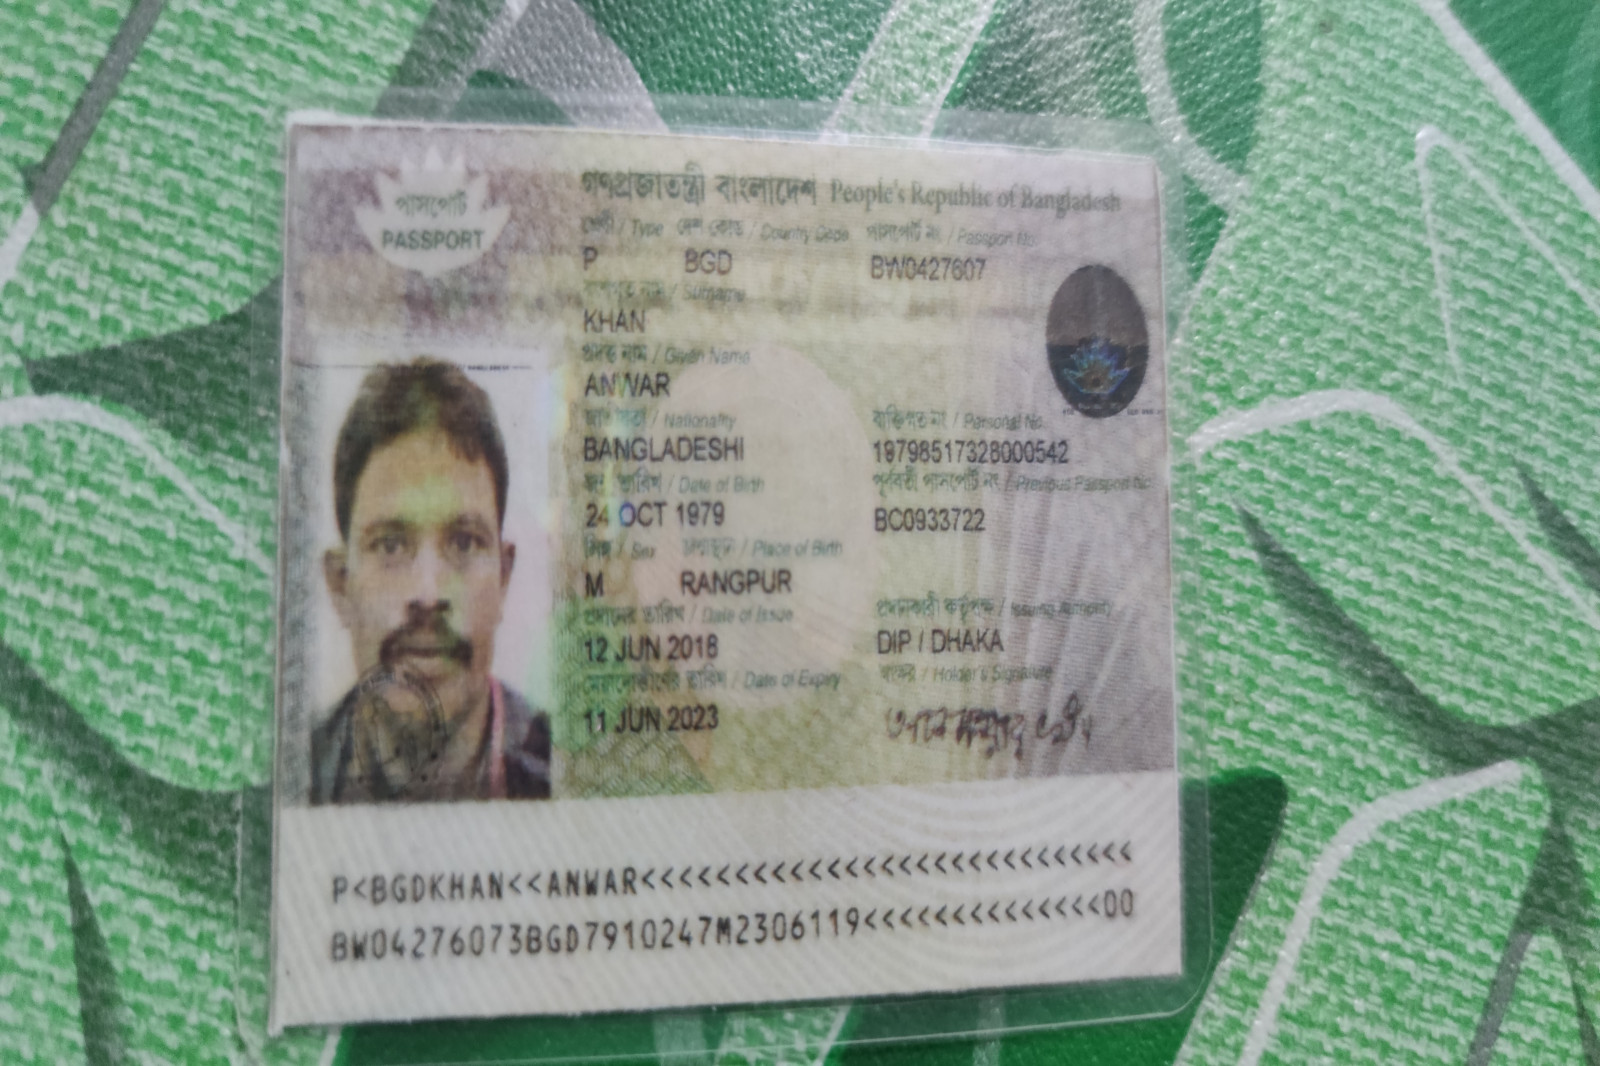 পাসপোর্ট
PASSPORT
গণপ্রজাতন্ত্রী বাংলাদেশ People's Republic of Bangladesh
শ্রেণী / Type দেশ কোড / Country Code পাসপোর্ট নং / Passport No.
P BGD BW0427607
বংশগত নাম / Surname
KHAN
প্রদত্ত নাম / Given Name
ANWAR
জাতীয়তা / Nationality ব্যক্তিগত নং / Personal No.
BANGLADESHI 19798517328000542
জন্ম তারিখ / Date of Birth পূর্ববর্তী পাসপোর্ট নং / Previous Passport No.
24 OCT 1979 BC0933722
লিঙ্গ / Sex জন্মস্থান / Place of Birth
M RANGPUR
প্রদানের তারিখ / Date of Issue প্রদানকারী কর্তৃপক্ষ / Issuing Authority
12 JUN 2018 DIP / DHAKA
মেয়াদোত্তীর্ণের তারিখ / Date of Expiry স্বাক্ষর / Holder's Signature
11 JUN 2023
P<BGDKHAN<<ANWAR<<<<<<<<<<<<<<<<<<<<<<<<<<<<
BW04276073BGD7910247M2306119<<<<<<<<<<<<<<00